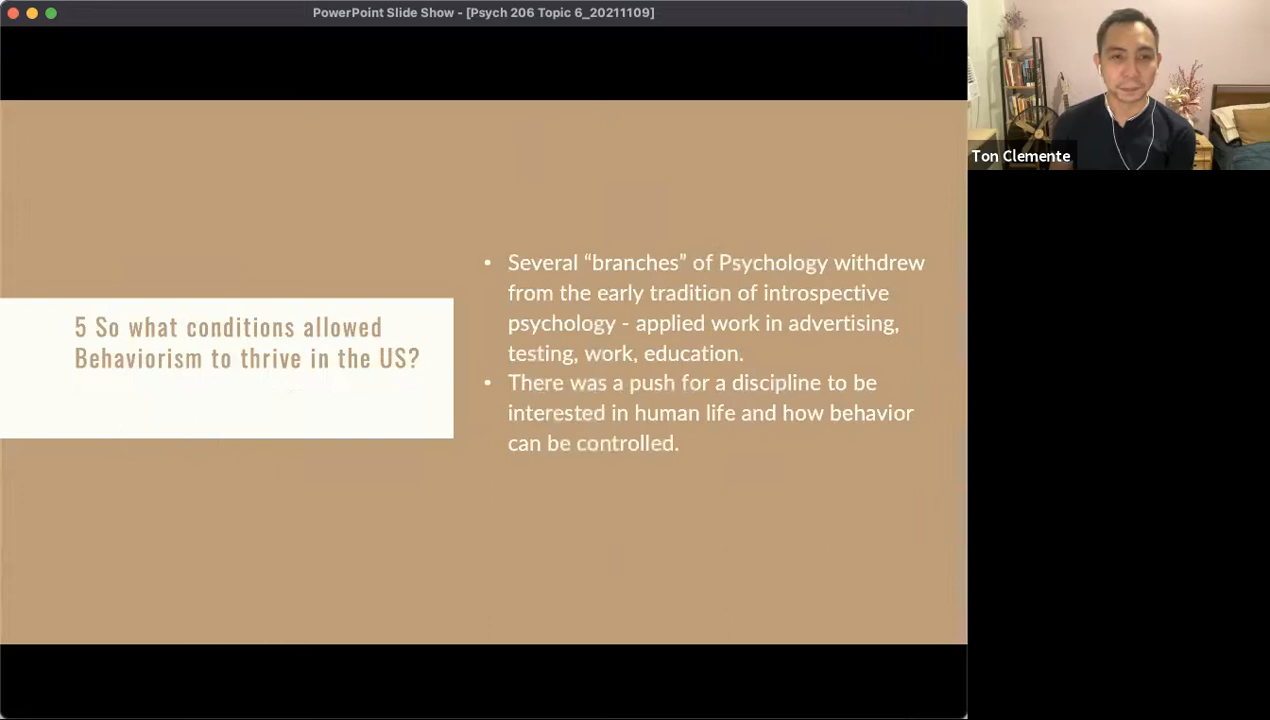 PowerPoint Slide Show - [Psych 206 Topic 6_20211109]
Ton Clemente
5 So what conditions allowed
Behaviorism to thrive in the US?
• Several “branches” of Psychology withdrew
from the early tradition of introspective
psychology - applied work in advertising,
testing, work, education.
• There was a push for a discipline to be
interested in human life and how behavior
can be controlled.